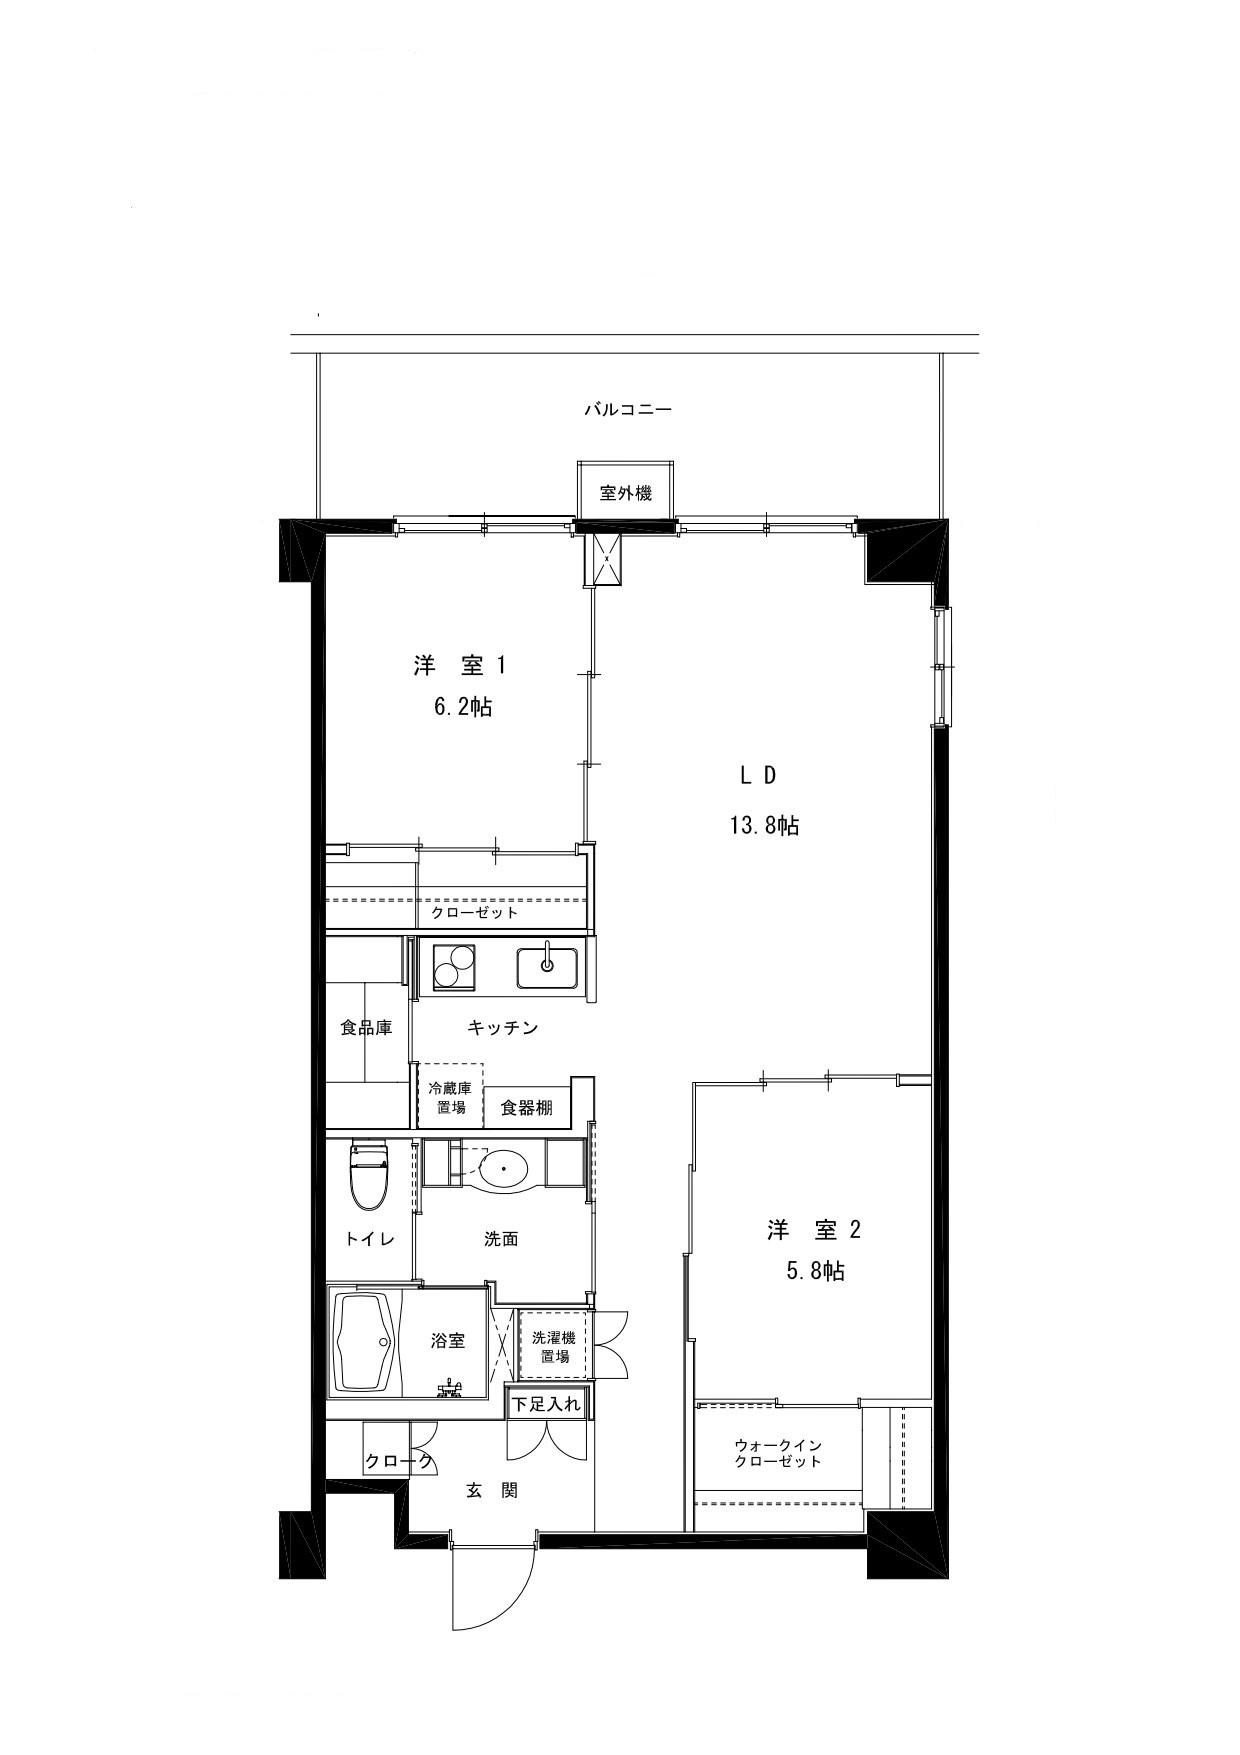 バルコニー
室外機
洋 室 1
6.2帖
L D
13.8帖
クローゼット
食品庫
キッチン
冷蔵庫
置場
食器棚
トイレ
洗面
洋 室 2
5.8帖
浴室
洗濯機
置場
下足入れ
クローク
玄 関
ウォークイン
クローゼット